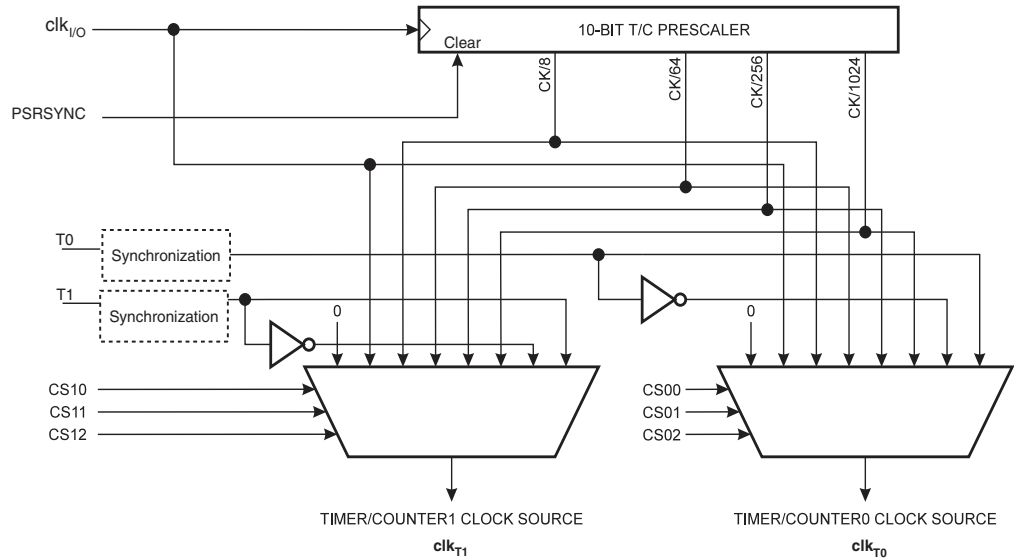 clkI/O
10-BIT T/C PRESCALER
Clear
CK/8
CK/64
CK/256
CK/1024
PSRSYNC
T0
Synchronization
T1
Synchronization
0
0
CS10
CS11
CS12
CS00
CS01
CS02
TIMER/COUNTER1 CLOCK SOURCE
clkT1
TIMER/COUNTER0 CLOCK SOURCE
clkT0